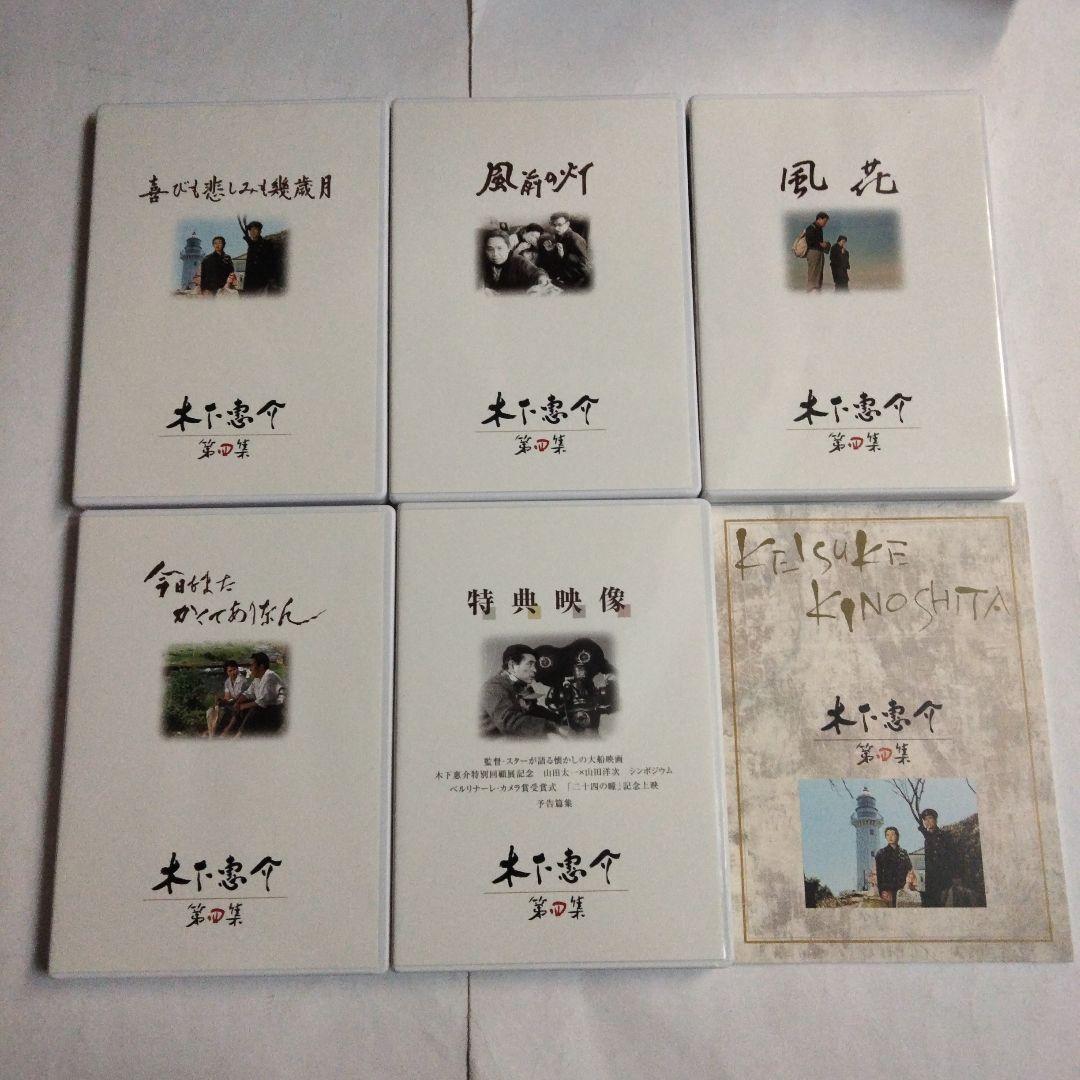 喜びも悲しみも幾歳月
木下惠介
第四集
風前の灯
木下惠介
第四集
風花
木下惠介
第四集
今日もまた
かくてありなん
木下惠介
第四集
特典映像
監督・スターが語る懐かしの大船映画
木下惠介特別回顧展記念 山田太一×山田洋次 シンポジウム
ベルリナーレ・カメラ賞受賞式 「二十四の瞳」記念上映
予告篇集
木下惠介
第四集
KEISUKE
KINOSHITA
木下惠介
第四集